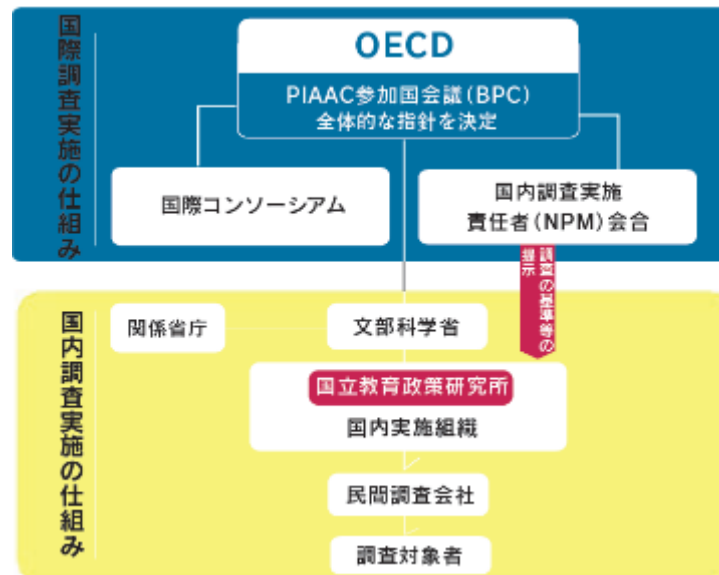 国際調査実施の仕組み
OECD
PIAAC参加国会議(BPC)
全体的な指針を決定
国際コンソーシアム
国内調査実施
責任者(NPM)会合
調査の基準等の
提示
国内調査実施の仕組み
関係省庁
文部科学省
国立教育政策研究所
国内実施組織
民間調査会社
調査対象者